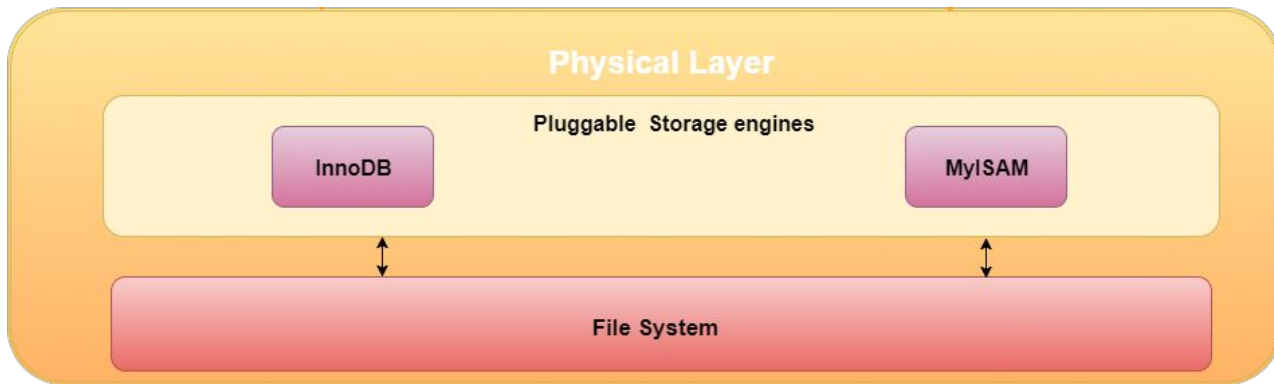 Physical Layer
Pluggable Storage engines
InnoDB
MyISAM
File System